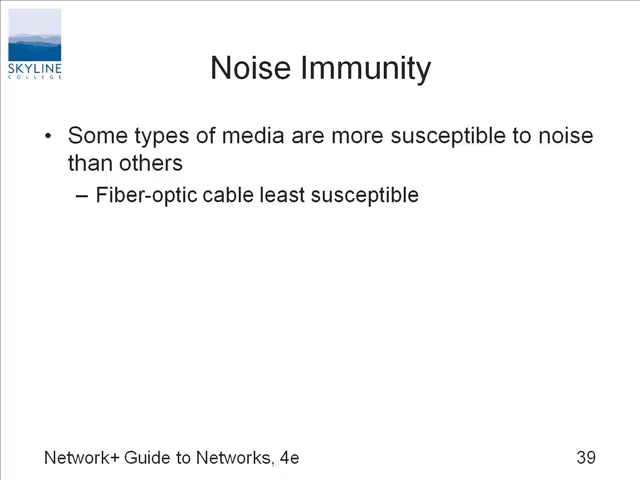 SKYLINE
COLLEGE
Noise Immunity
• Some types of media are more susceptible to noise
than others
– Fiber-optic cable least susceptible
Network+ Guide to Networks, 4e
39